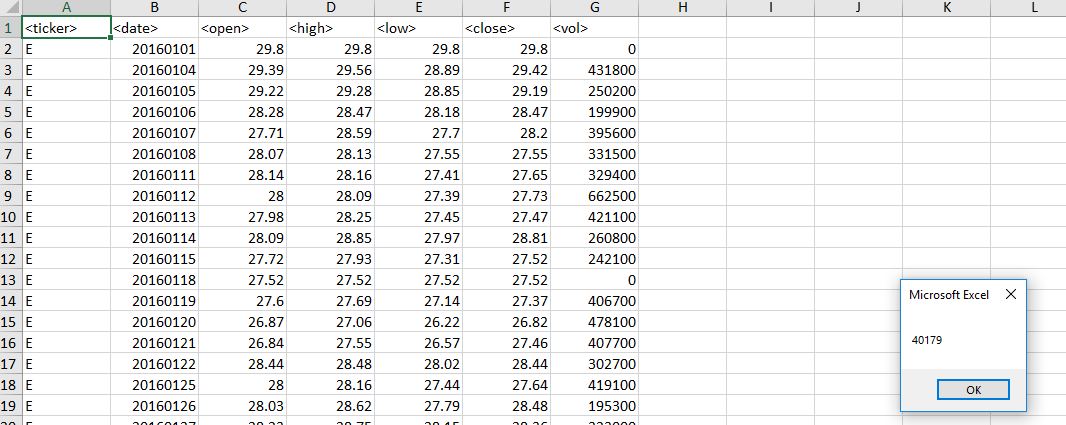 A B C D E F G H I J K L
1 <ticker> <date> <open> <high> <low> <close> <vol>
2 E 20160101 29.8 29.8 29.8 29.8 0
3 E 20160104 29.39 29.56 28.89 29.42 431800
4 E 20160105 29.22 29.28 28.85 29.19 250200
5 E 20160106 28.28 28.47 28.18 28.47 199900
6 E 20160107 27.71 28.59 27.7 28.2 395600
7 E 20160108 28.07 28.13 27.55 27.55 331500
8 E 20160111 28.14 28.16 27.41 27.65 329400
9 E 20160112 28 28.09 27.39 27.73 662500
10 E 20160113 27.98 28.25 27.45 27.47 421100
11 E 20160114 28.09 28.85 27.97 28.81 260800
12 E 20160115 27.72 27.93 27.31 27.52 242100
13 E 20160118 27.52 27.52 27.52 27.52 0
14 E 20160119 27.6 27.69 27.14 27.37 406700
15 E 20160120 26.87 27.06 26.22 26.82 478100
16 E 20160121 26.84 27.55 26.57 27.46 407700
17 E 20160122 28.44 28.48 28.02 28.44 302700
18 E 20160125 28 28.16 27.44 27.64 419100
19 E 20160126 28.03 28.62 27.79 28.48 195300
Microsoft Excel
40179
OK